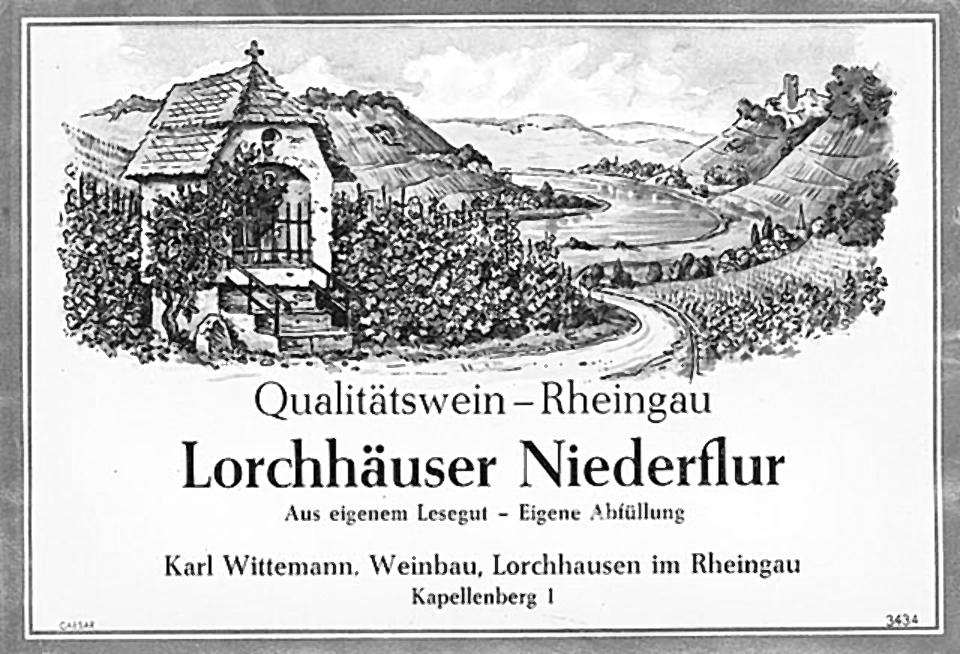 Qualitätswein – Rheingau
Lorchhäuser Niederflur
Aus eigenem Lesegut – Eigene Abfüllung
Karl Wittemann, Weinbau, Lorchhausen im Rheingau
Kapellenberg 1
CAESAR
3434